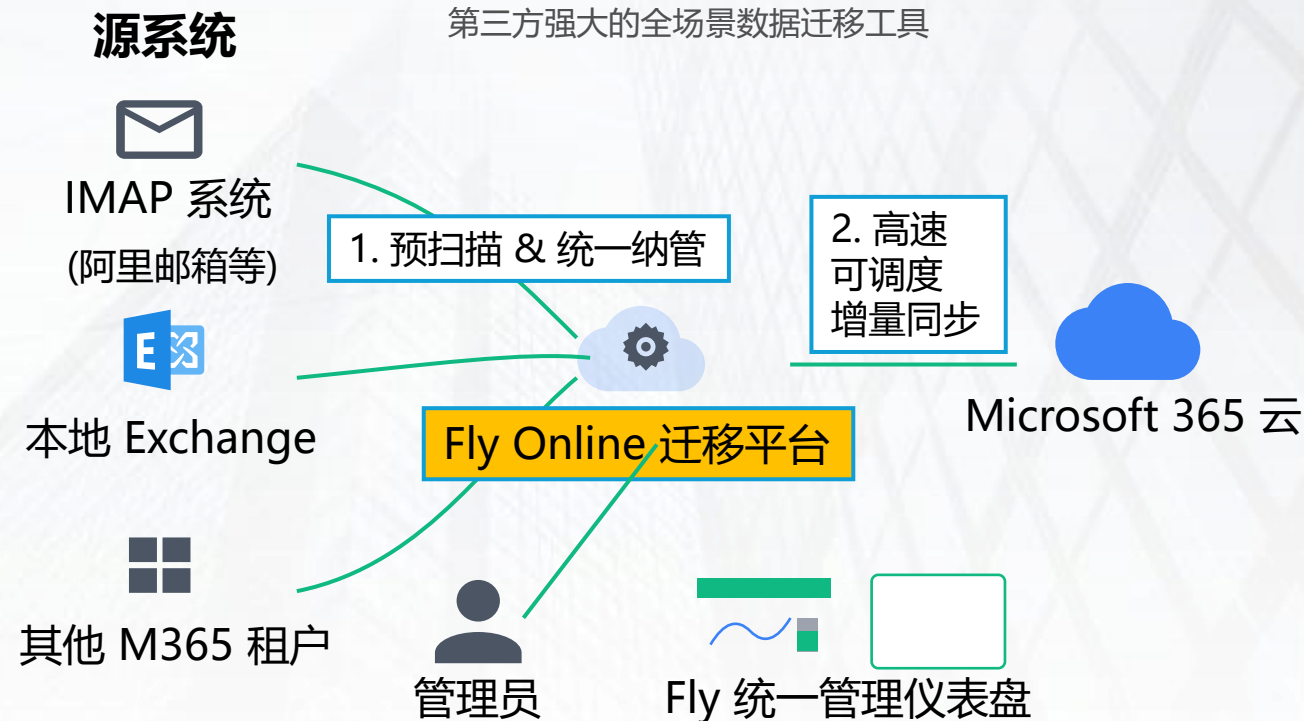 源系统
第三方强大的全场景数据迁移工具
IMAP 系统
(阿里邮箱等)
1. 预扫描 & 统一纳管
2. 高速
可调度
增量同步
E
本地 Exchange
Fly Online 迁移平台
Microsoft 365 云
其他 M365 租户
管理员
Fly 统一管理仪表盘